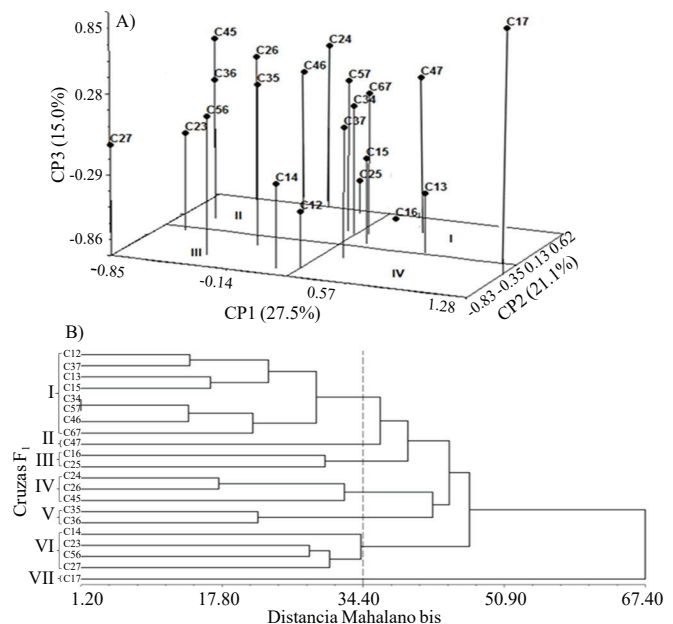 A)
0.85
0.28
-0.29
-0.86
CP3 (15.0%)
C45
C26
C24
C17
C36
C35
C46
C57
C67
C47
C56
C34
C27
C23
C37
C15
C14
C25
C13
C12
C16
II
I
III
IV
-0.85
-0.14
0.57
1.28
CP1 (27.5%)
-0.83 -0.35 0.13 0.62
CP2 (21.1%)
B)
Cruzas F1
I
C12
C37
C13
C15
C34
C57
C46
C67
II
C47
III
C16
C25
IV
C24
C26
C45
V
C35
C36
VI
C14
C23
C56
C27
VII
C17
1.20 17.80 34.40 50.90 67.40
Distancia Mahalano bis